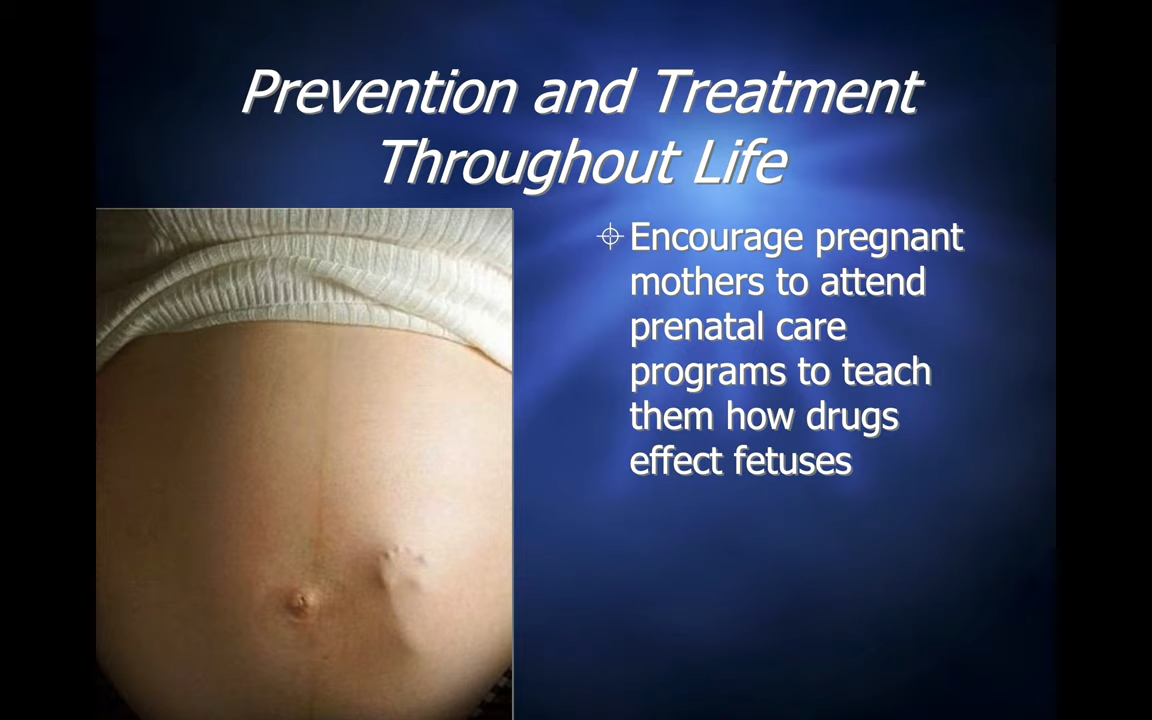 Prevention and Treatment
Throughout Life
Encourage pregnant
mothers to attend
prenatal care
programs to teach
them how drugs
effect fetuses